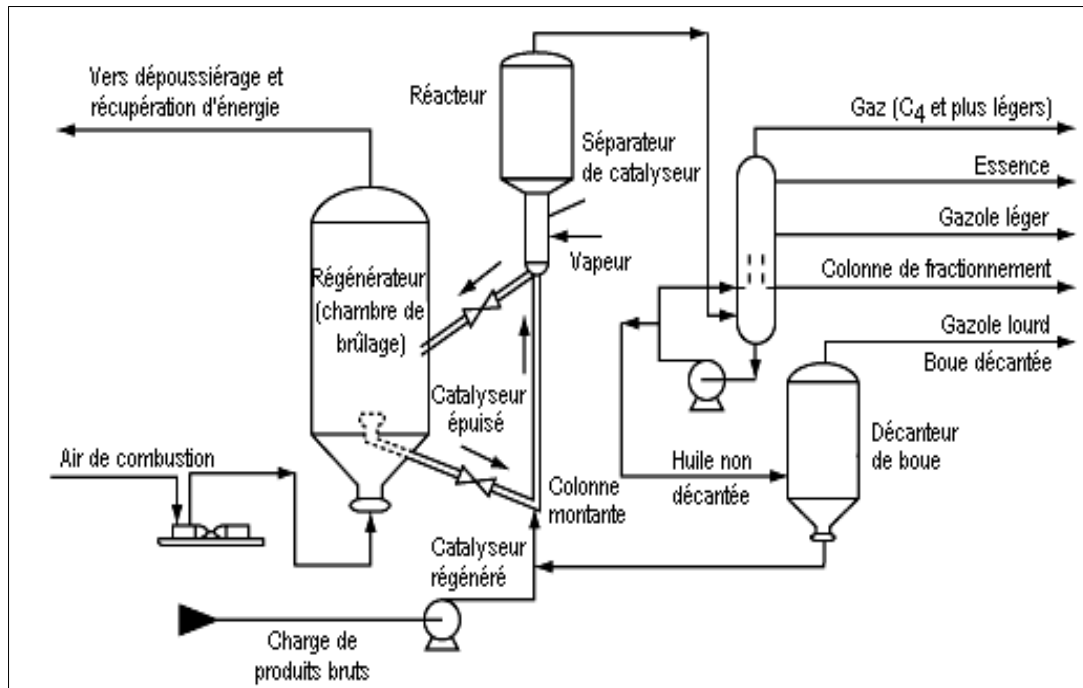 Vers dépoussiérage et
récupération d'énergie
Réacteur
Séparateur
de catalyseur
Vapeur
Gaz (C4 et plus légers)
Essence
Gazole léger
Colonne de fractionnement
Gazole lourd
Boue décantée
Régénérateur
(chambre de
brûlage)
Catalyseur
épuisé
Air de combustion
Colonne
montante
Huile non
décantée
Décanteur
de boue
Catalyseur
régénéré
Charge de
produits bruts